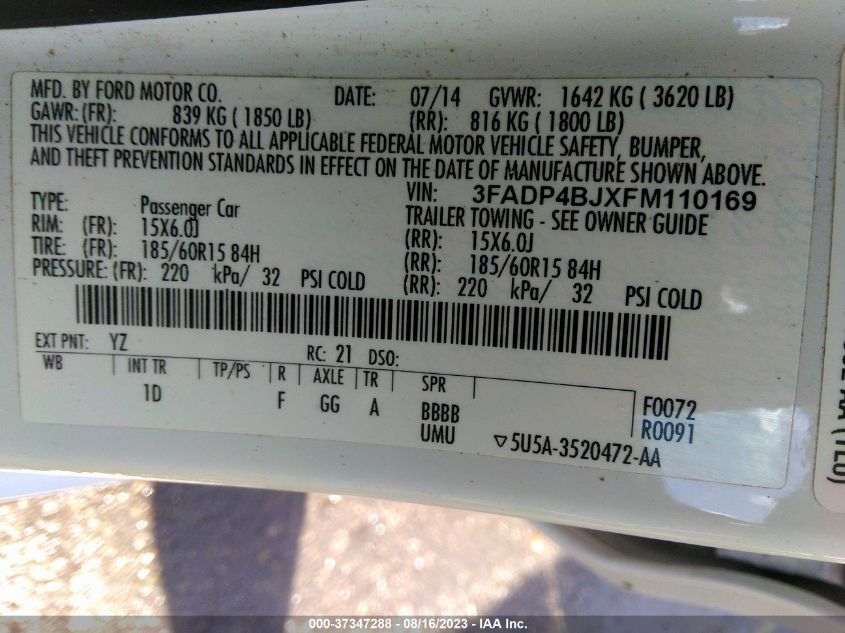 MFD. BY FORD MOTOR CO. DATE: 07/14 GVWR: 1642 KG ( 3620 LB)
GAWR: (FR): 839 KG ( 1850 LB) (RR): 816 KG ( 1800 LB)
THIS VEHICLE CONFORMS TO ALL APPLICABLE FEDERAL MOTOR VEHICLE SAFETY, BUMPER,
AND THEFT PREVENTION STANDARDS IN EFFECT ON THE DATE OF MANUFACTURE SHOWN ABOVE.
VIN: 3FADP4BJXFM110169
TYPE: Passenger Car TRAILER TOWING - SEE OWNER GUIDE
RIM: (FR): 15X6.0J (RR): 15X6.0J
TIRE: (FR): 185/60R15 84H (RR): 185/60R15 84H
PRESSURE: (FR): 220 kPa/ 32 PSI COLD (RR): 220 kPa/ 32 PSI COLD
EXT PNT: YZ RC: 21 DSO:
WB INT TR TP/PS R AXLE TR SPR
1D F GG A BBBB F0072
UMU R0091
▽5U5A-3520472-AA
000-37347288 - 08/16/2023 - IAA Inc.